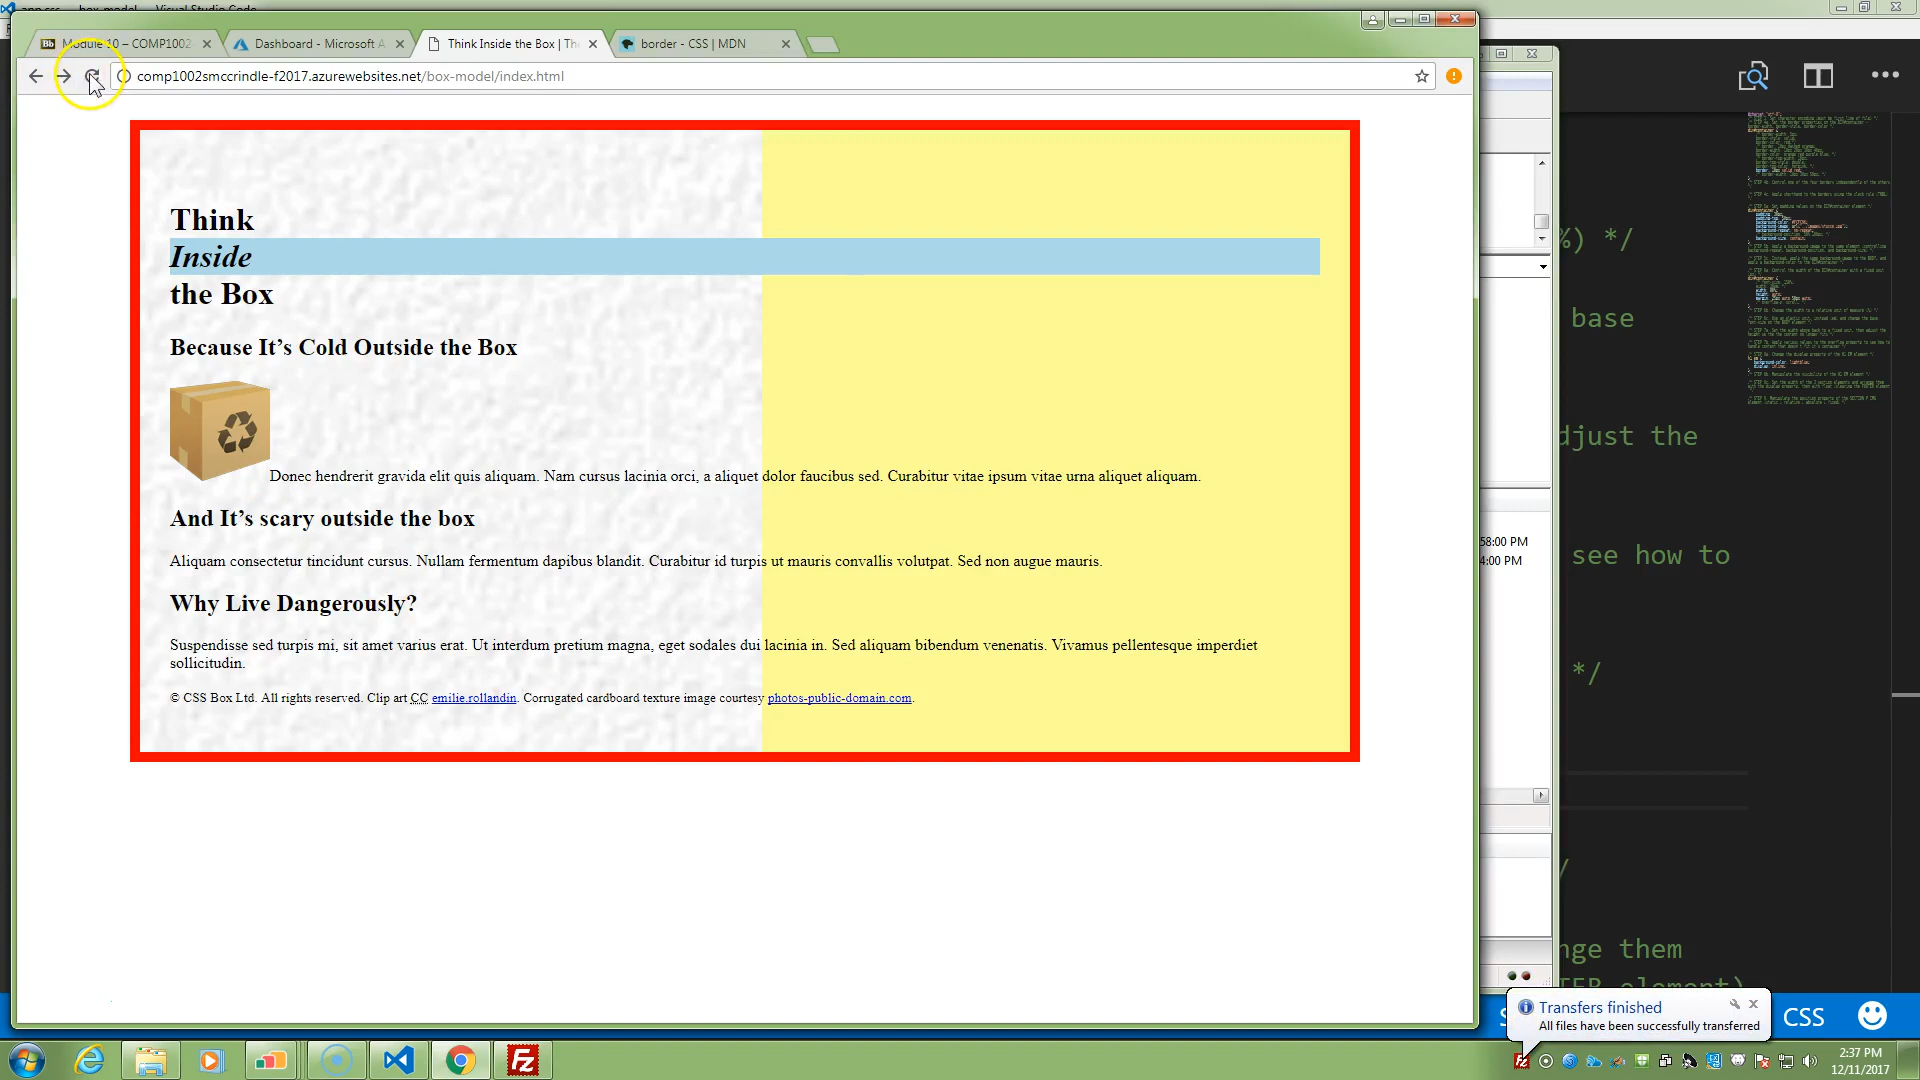 Module 10 – COMP1002
Dashboard - Microsoft A
Think Inside the Box | Th
border - CSS | MDN
comp1002smccrindle-f2017.azurewebsites.net/box-model/index.html
Think
Inside
the Box
Because It’s Cold Outside the Box
Donec hendrerit gravida elit quis aliquam. Nam cursus lacinia orci, a aliquet dolor faucibus sed. Curabitur vitae ipsum vitae urna aliquet aliquam.
And It’s scary outside the box
Aliquam consectetur tincidunt cursus. Nullam fermentum dapibus blandit. Curabitur id turpis ut mauris convallis volutpat. Sed non augue mauris.
Why Live Dangerously?
Suspendisse sed turpis mi, sit amet varius erat. Ut interdum pretium magna, eget sodales dui lacinia in. Sed aliquam bibendum venenatis. Vivamus pellentesque imperdiet
sollicitudin.
© CSS Box Ltd. All rights reserved. Clip art CC emilie.rollandin. Corrugated cardboard texture image courtesy photos-public-domain.com.
%) */
base
djust the
see how to
*/
nge them
58:00 PM
4:00 PM
Transfers finished
All files have been successfully transferred
CSS
2:37 PM
12/11/2017